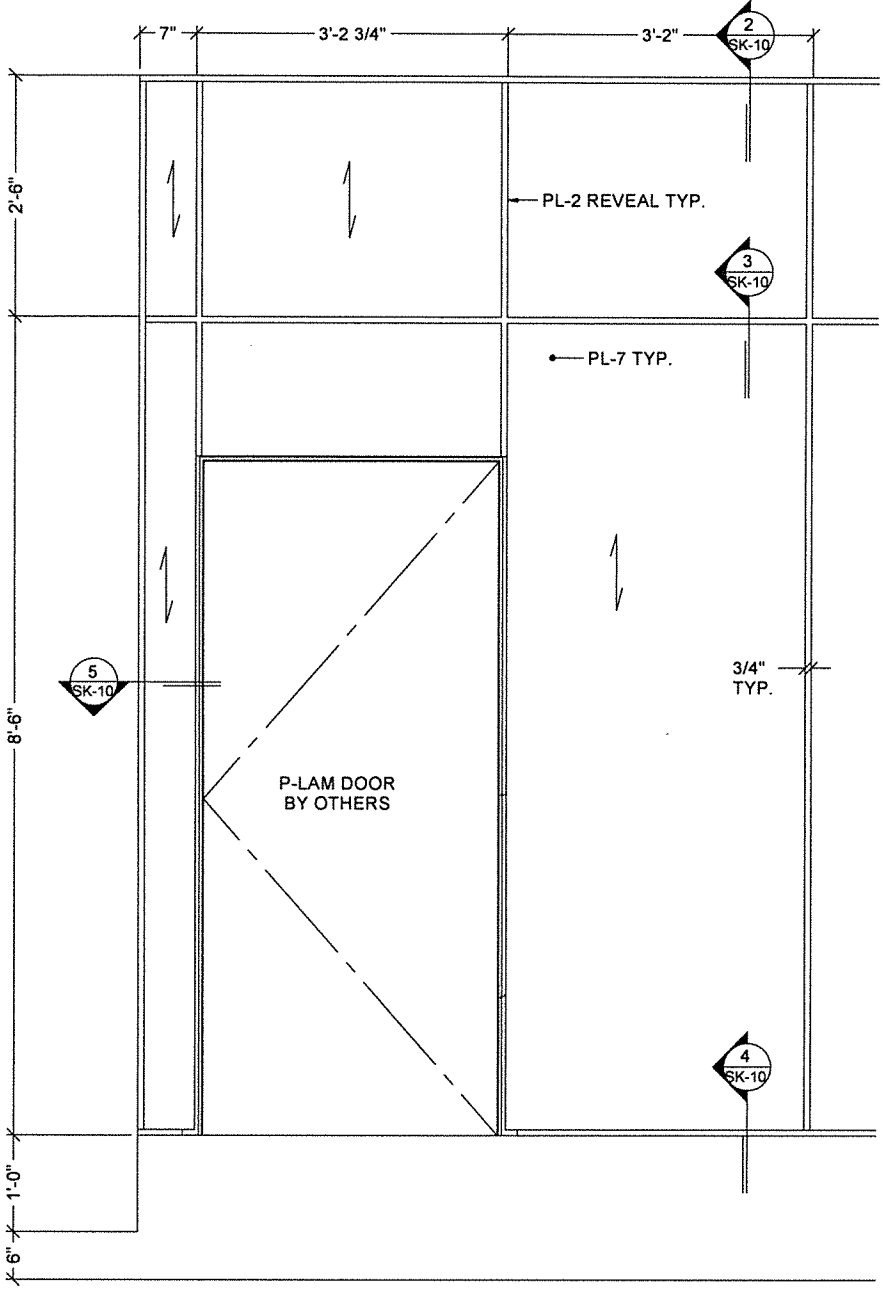 7"
3'-2 3/4"
3'-2"
2
SK-10
2'-6"
PL-2 REVEAL TYP.
3
SK-10
PL-7 TYP.
5
SK-10
8'-6"
3/4"
TYP.
P-LAM DOOR
BY OTHERS
4
SK-10
1'-0"
6"